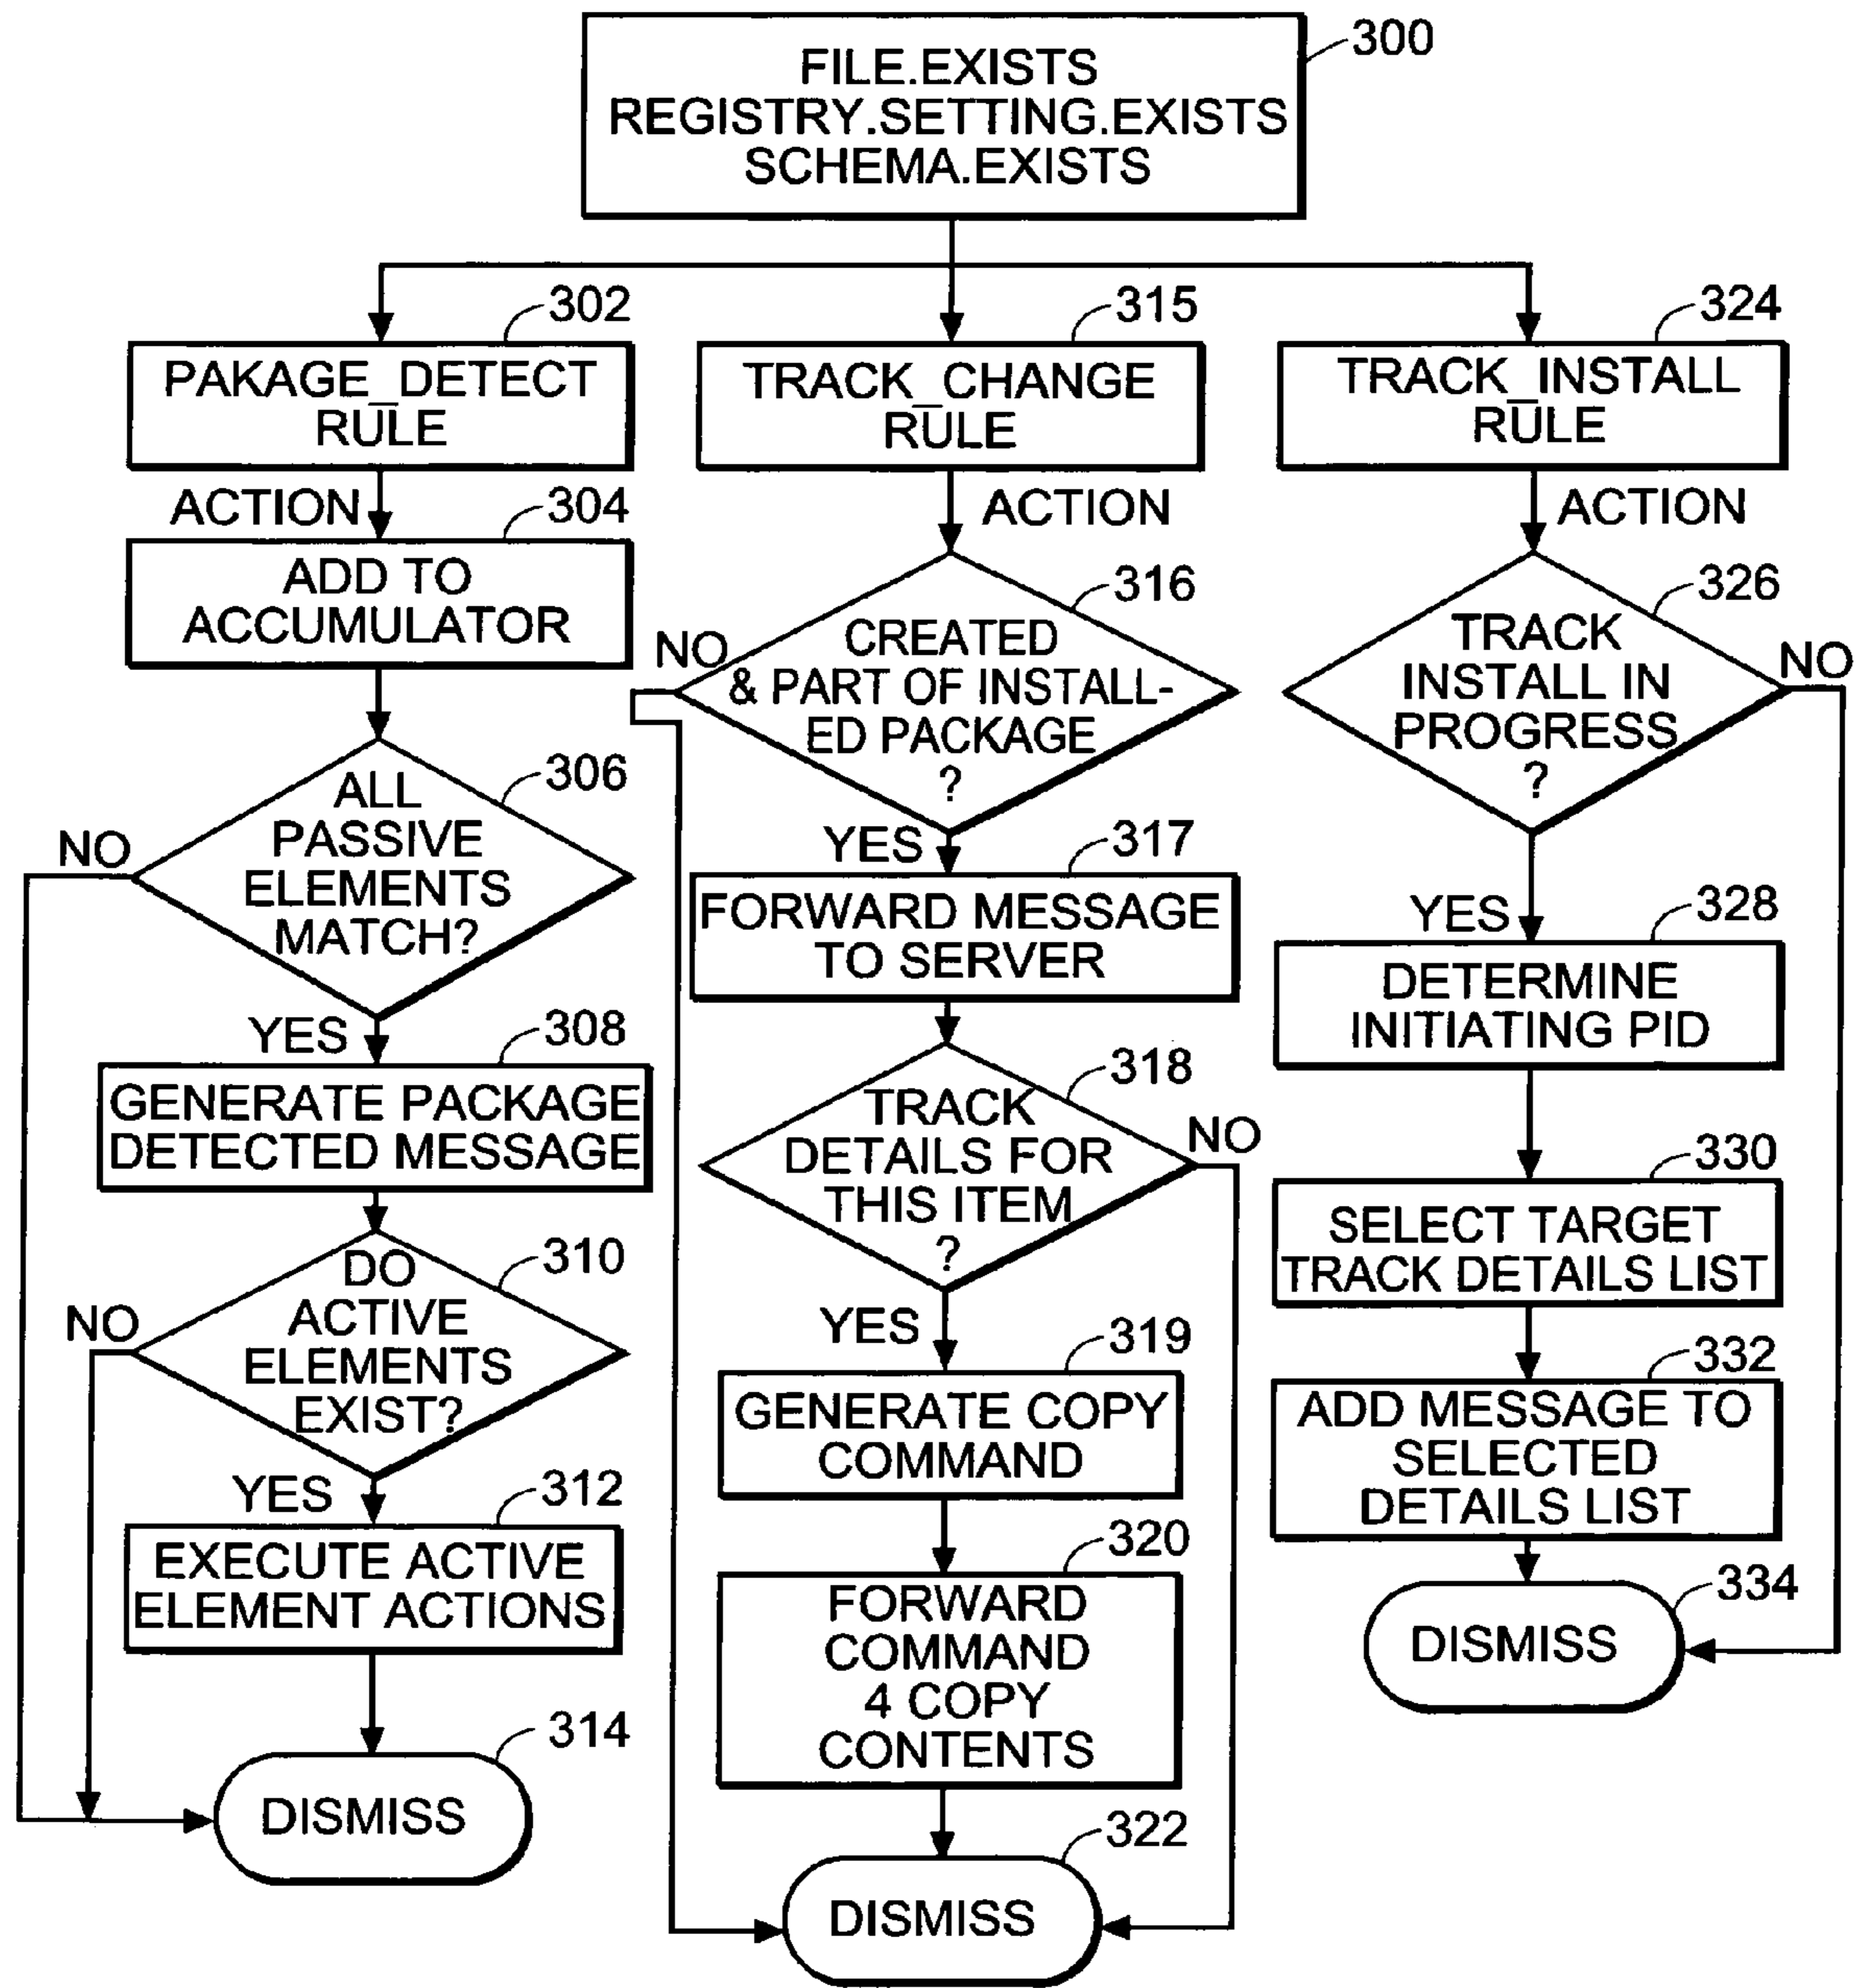 300
FILE.EXISTS
REGISTRY.SETTING.EXISTS
SCHEMA.EXISTS
302
PAKAGE_DETECT
RULE
ACTION
304
ADD TO
ACCUMULATOR
306
ALL
PASSIVE
ELEMENTS
MATCH?
NO
YES
308
GENERATE PACKAGE
DETECTED MESSAGE
310
DO
ACTIVE
ELEMENTS
EXIST?
NO
YES
312
EXECUTE ACTIVE
ELEMENT ACTIONS
314
DISMISS
315
TRACK_CHANGE
RULE
ACTION
316
CREATED
& PART OF INSTALL-
ED PACKAGE
?
NO
YES
317
FORWARD MESSAGE
TO SERVER
318
TRACK
DETAILS FOR
THIS ITEM
?
NO
YES
319
GENERATE COPY
COMMAND
320
FORWARD
COMMAND
4 COPY
CONTENTS
322
DISMISS
324
TRACK_INSTALL
RULE
ACTION
326
TRACK
INSTALL IN
PROGRESS
?
NO
YES
328
DETERMINE
INITIATING PID
330
SELECT TARGET
TRACK DETAILS LIST
332
ADD MESSAGE TO
SELECTED
DETAILS LIST
334
DISMISS